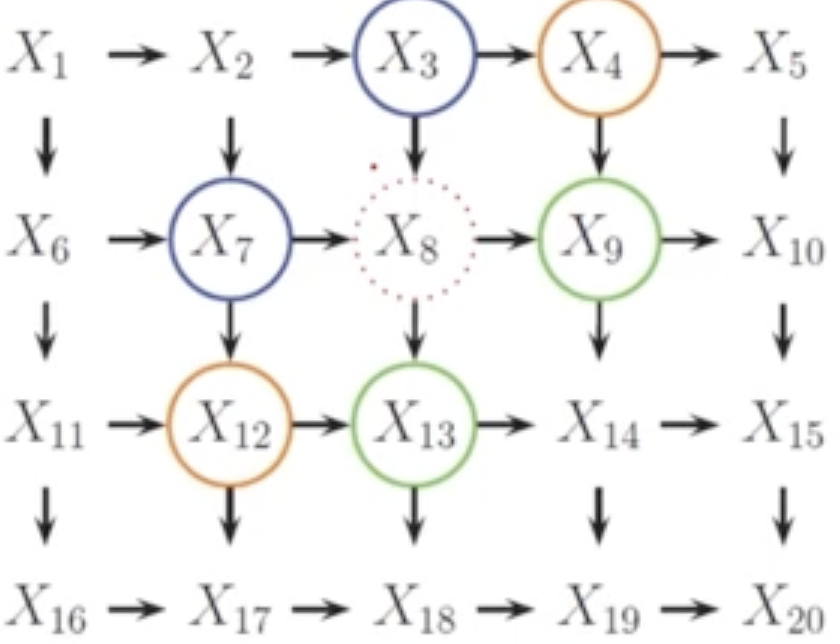 X₁ X₂ X₃ X₄ X₅
X₆ X₇ X₈ X₉ X₁₀
X₁₁ X₁₂ X₁₃ X₁₄ X₁₅
X₁₆ X₁₇ X₁₈ X₁₉ X₂₀